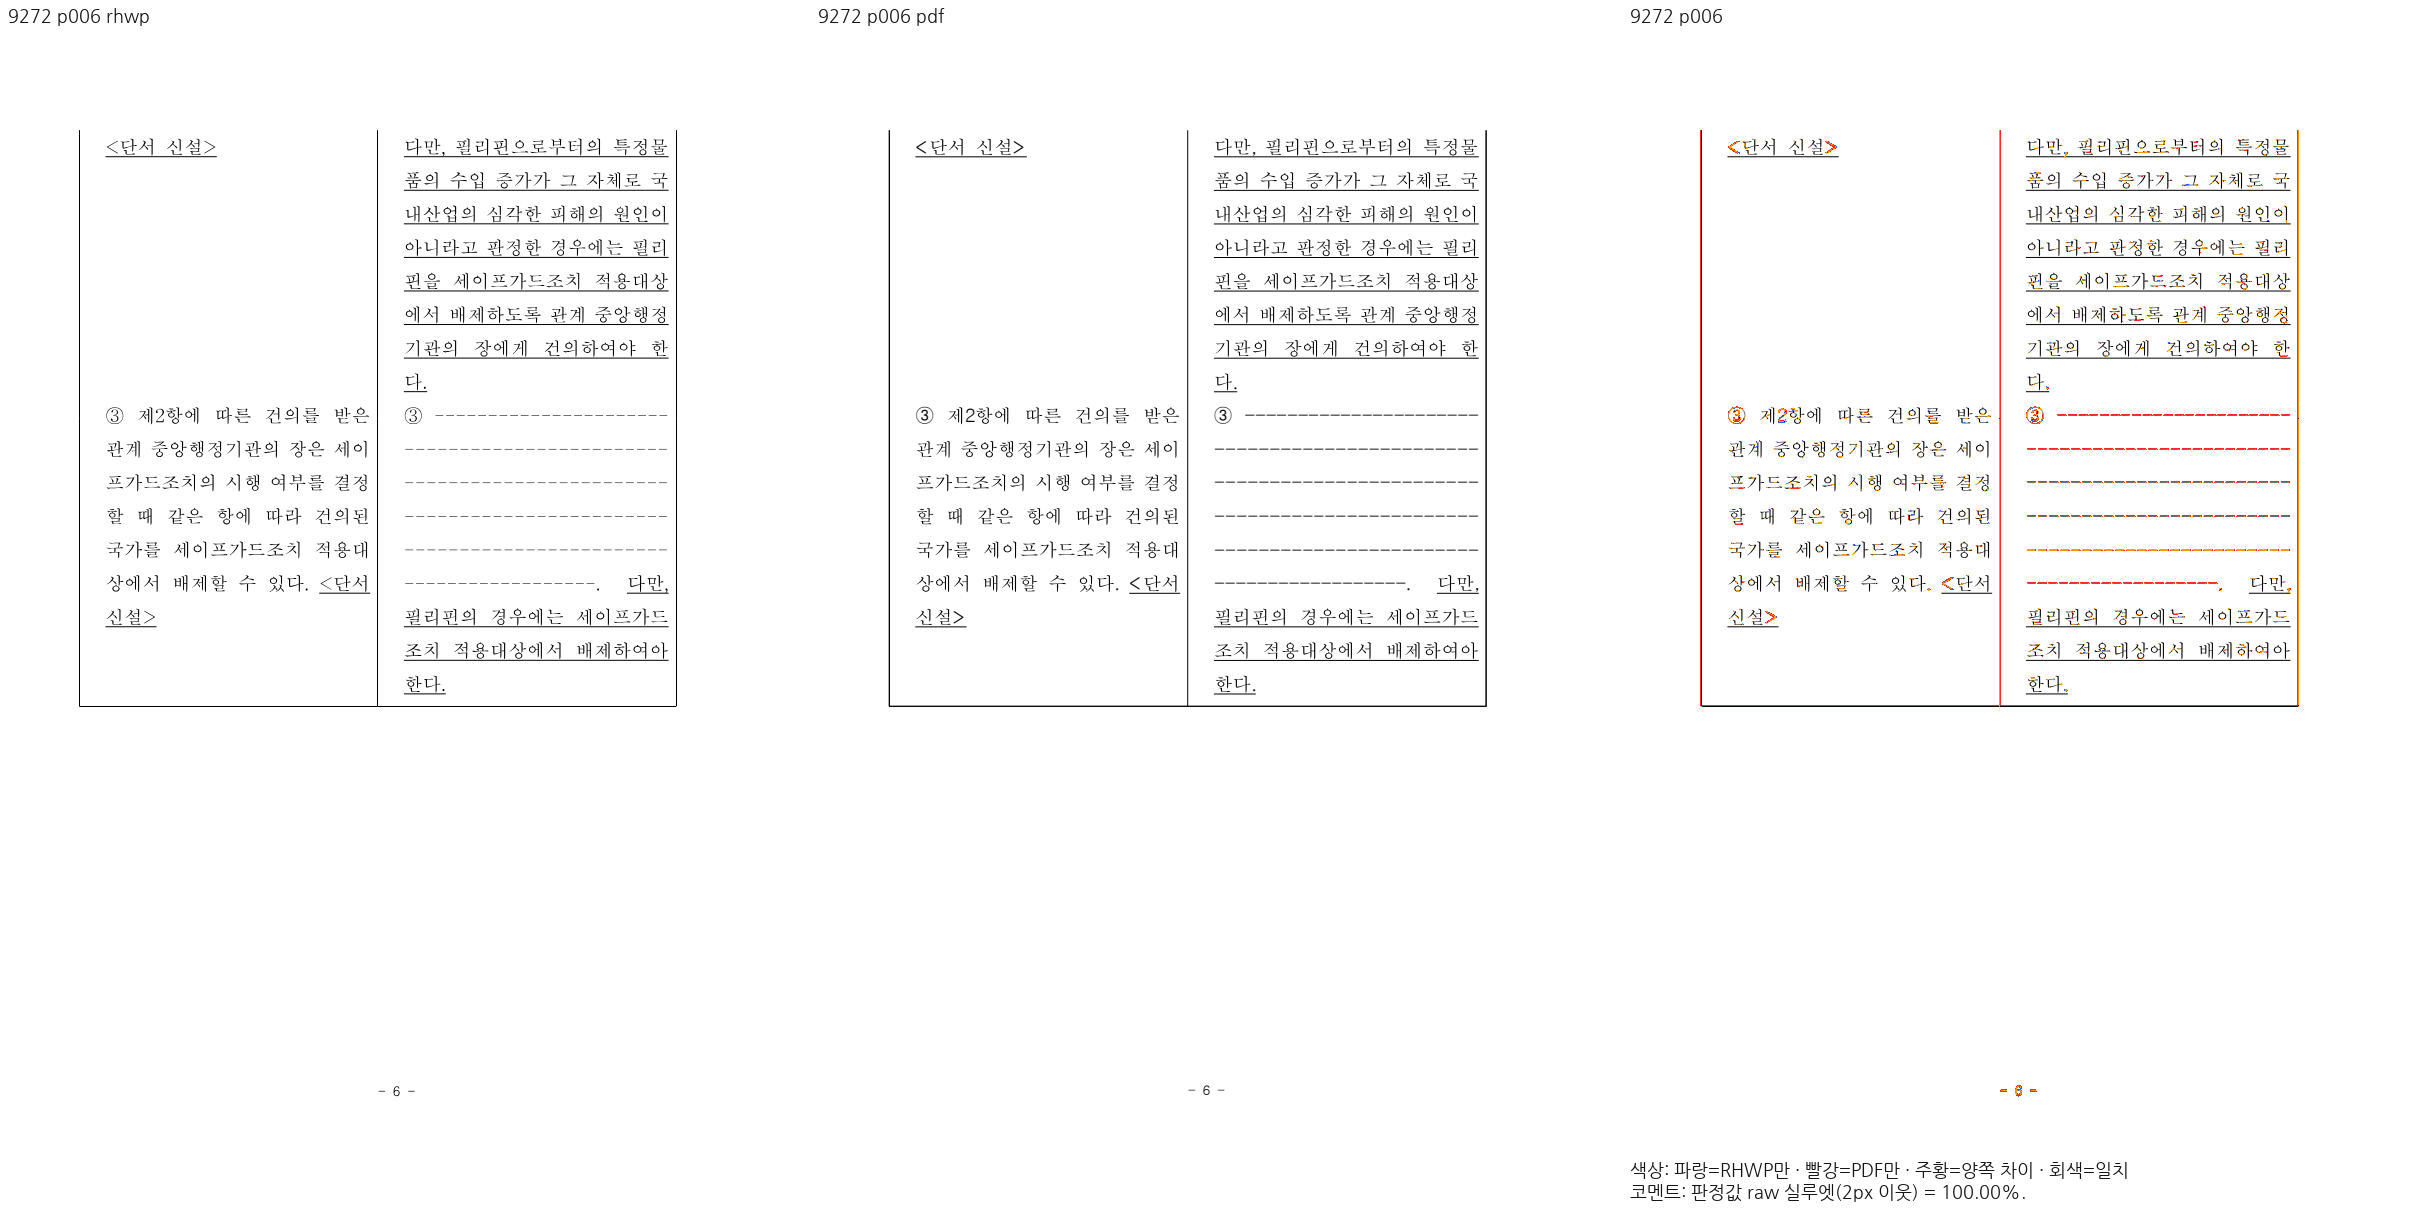 9272 p006 rhwp
<단서 신설>
③ 제2항에 따른 건의를 받은
관계 중앙행정기관의 장은 세이
프가드조치의 시행 여부를 결정
할 때 같은 항에 따라 건의된
국가를 세이프가드조치 적용대
상에서 배제할 수 있다. <단서
신설>
다만, 필리핀으로부터의 특정물
품의 수입 증가가 그 자체로 국
내산업의 심각한 피해의 원인이
아니라고 판정한 경우에는 필리
핀을 세이프가드조치 적용대상
에서 배제하도록 관계 중앙행정
기관의 장에게 건의하여야 한
다.
③ ----------------------
-------------------------
-------------------------
-------------------------
-------------------------
------------------. 다만,
필리핀의 경우에는 세이프가드
조치 적용대상에서 배제하여야
한다.
- 6 -
9272 p006 pdf
<단서 신설>
③ 제2항에 따른 건의를 받은
관계 중앙행정기관의 장은 세이
프가드조치의 시행 여부를 결정
할 때 같은 항에 따라 건의된
국가를 세이프가드조치 적용대
상에서 배제할 수 있다. <단서
신설>
다만, 필리핀으로부터의 특정물
품의 수입 증가가 그 자체로 국
내산업의 심각한 피해의 원인이
아니라고 판정한 경우에는 필리
핀을 세이프가드조치 적용대상
에서 배제하도록 관계 중앙행정
기관의 장에게 건의하여야 한
다.
③ ----------------------
-------------------------
-------------------------
-------------------------
-------------------------
------------------. 다만,
필리핀의 경우에는 세이프가드
조치 적용대상에서 배제하여야
한다.
- 6 -
9272 p006
<단서 신설>
③ 제2항에 따른 건의를 받은
관계 중앙행정기관의 장은 세이
프가드조치의 시행 여부를 결정
할 때 같은 항에 따라 건의된
국가를 세이프가드조치 적용대
상에서 배제할 수 있다. <단서
신설>
다만, 필리핀으로부터의 특정물
품의 수입 증가가 그 자체로 국
내산업의 심각한 피해의 원인이
아니라고 판정한 경우에는 필리
핀을 세이프가드조치 적용대상
에서 배제하도록 관계 중앙행정
기관의 장에게 건의하여야 한
다.
③ ----------------------
-------------------------
-------------------------
-------------------------
-------------------------
------------------. 다만,
필리핀의 경우에는 세이프가드
조치 적용대상에서 배제하여야
한다.
- 6 -
색상: 파랑=RHWP만 · 빨강=PDF만 · 주황=양쪽 차이 · 회색=일치
코멘트: 판정값 raw 실루엣(2px 이웃) = 100.00%.